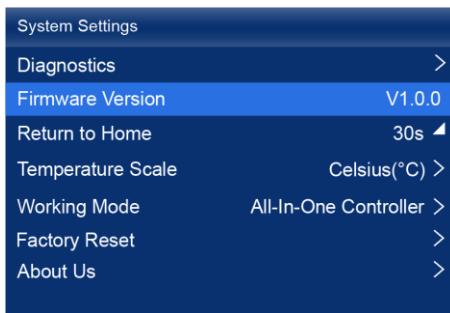 System Settings
Diagnostics >
Firmware Version V1.0.0
Return to Home 30s
Temperature Scale Celsius(°C) >
Working Mode All-In-One Controller >
Factory Reset >
About Us >